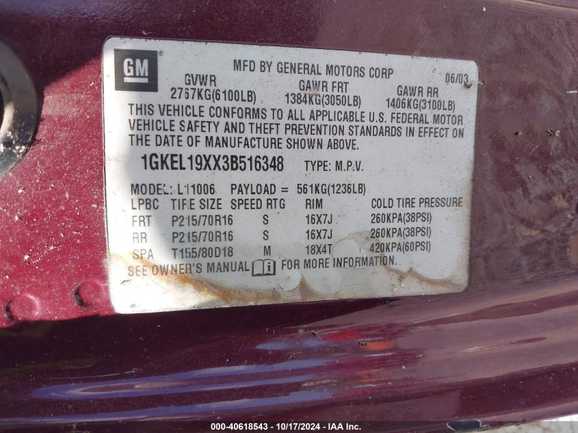 GM
MFD BY GENERAL MOTORS CORP 06/03
GVWR GAWR FRT GAWR RR
2767KG(6100LB) 1384KG(3050LB) 1406KG(3100LB)
THIS VEHICLE CONFORMS TO ALL APPLICABLE U.S. FEDERAL MOTOR
VEHICLE SAFETY AND THEFT PREVENTION STANDARDS IN EFFECT ON
THE DATE OF MANUFACTURE SHOWN ABOVE.
1GKEL19XX3B516348 TYPE: M.P.V.
MODEL: L11006 PAYLOAD = 561KG(1236LB)
LPBC TIRE SIZE SPEED RTG RIM COLD TIRE PRESSURE
FRT P215/70R16 S 16X7J 260KPA(38PSI)
RR P215/70R16 S 16X7J 260KPA(38PSI)
SPA T155/80D18 M 18X4T 420KPA(60PSI)
SEE OWNER'S MANUAL FOR MORE INFORMATION.
000-40618543 - 10/17/2024 - IAA Inc.